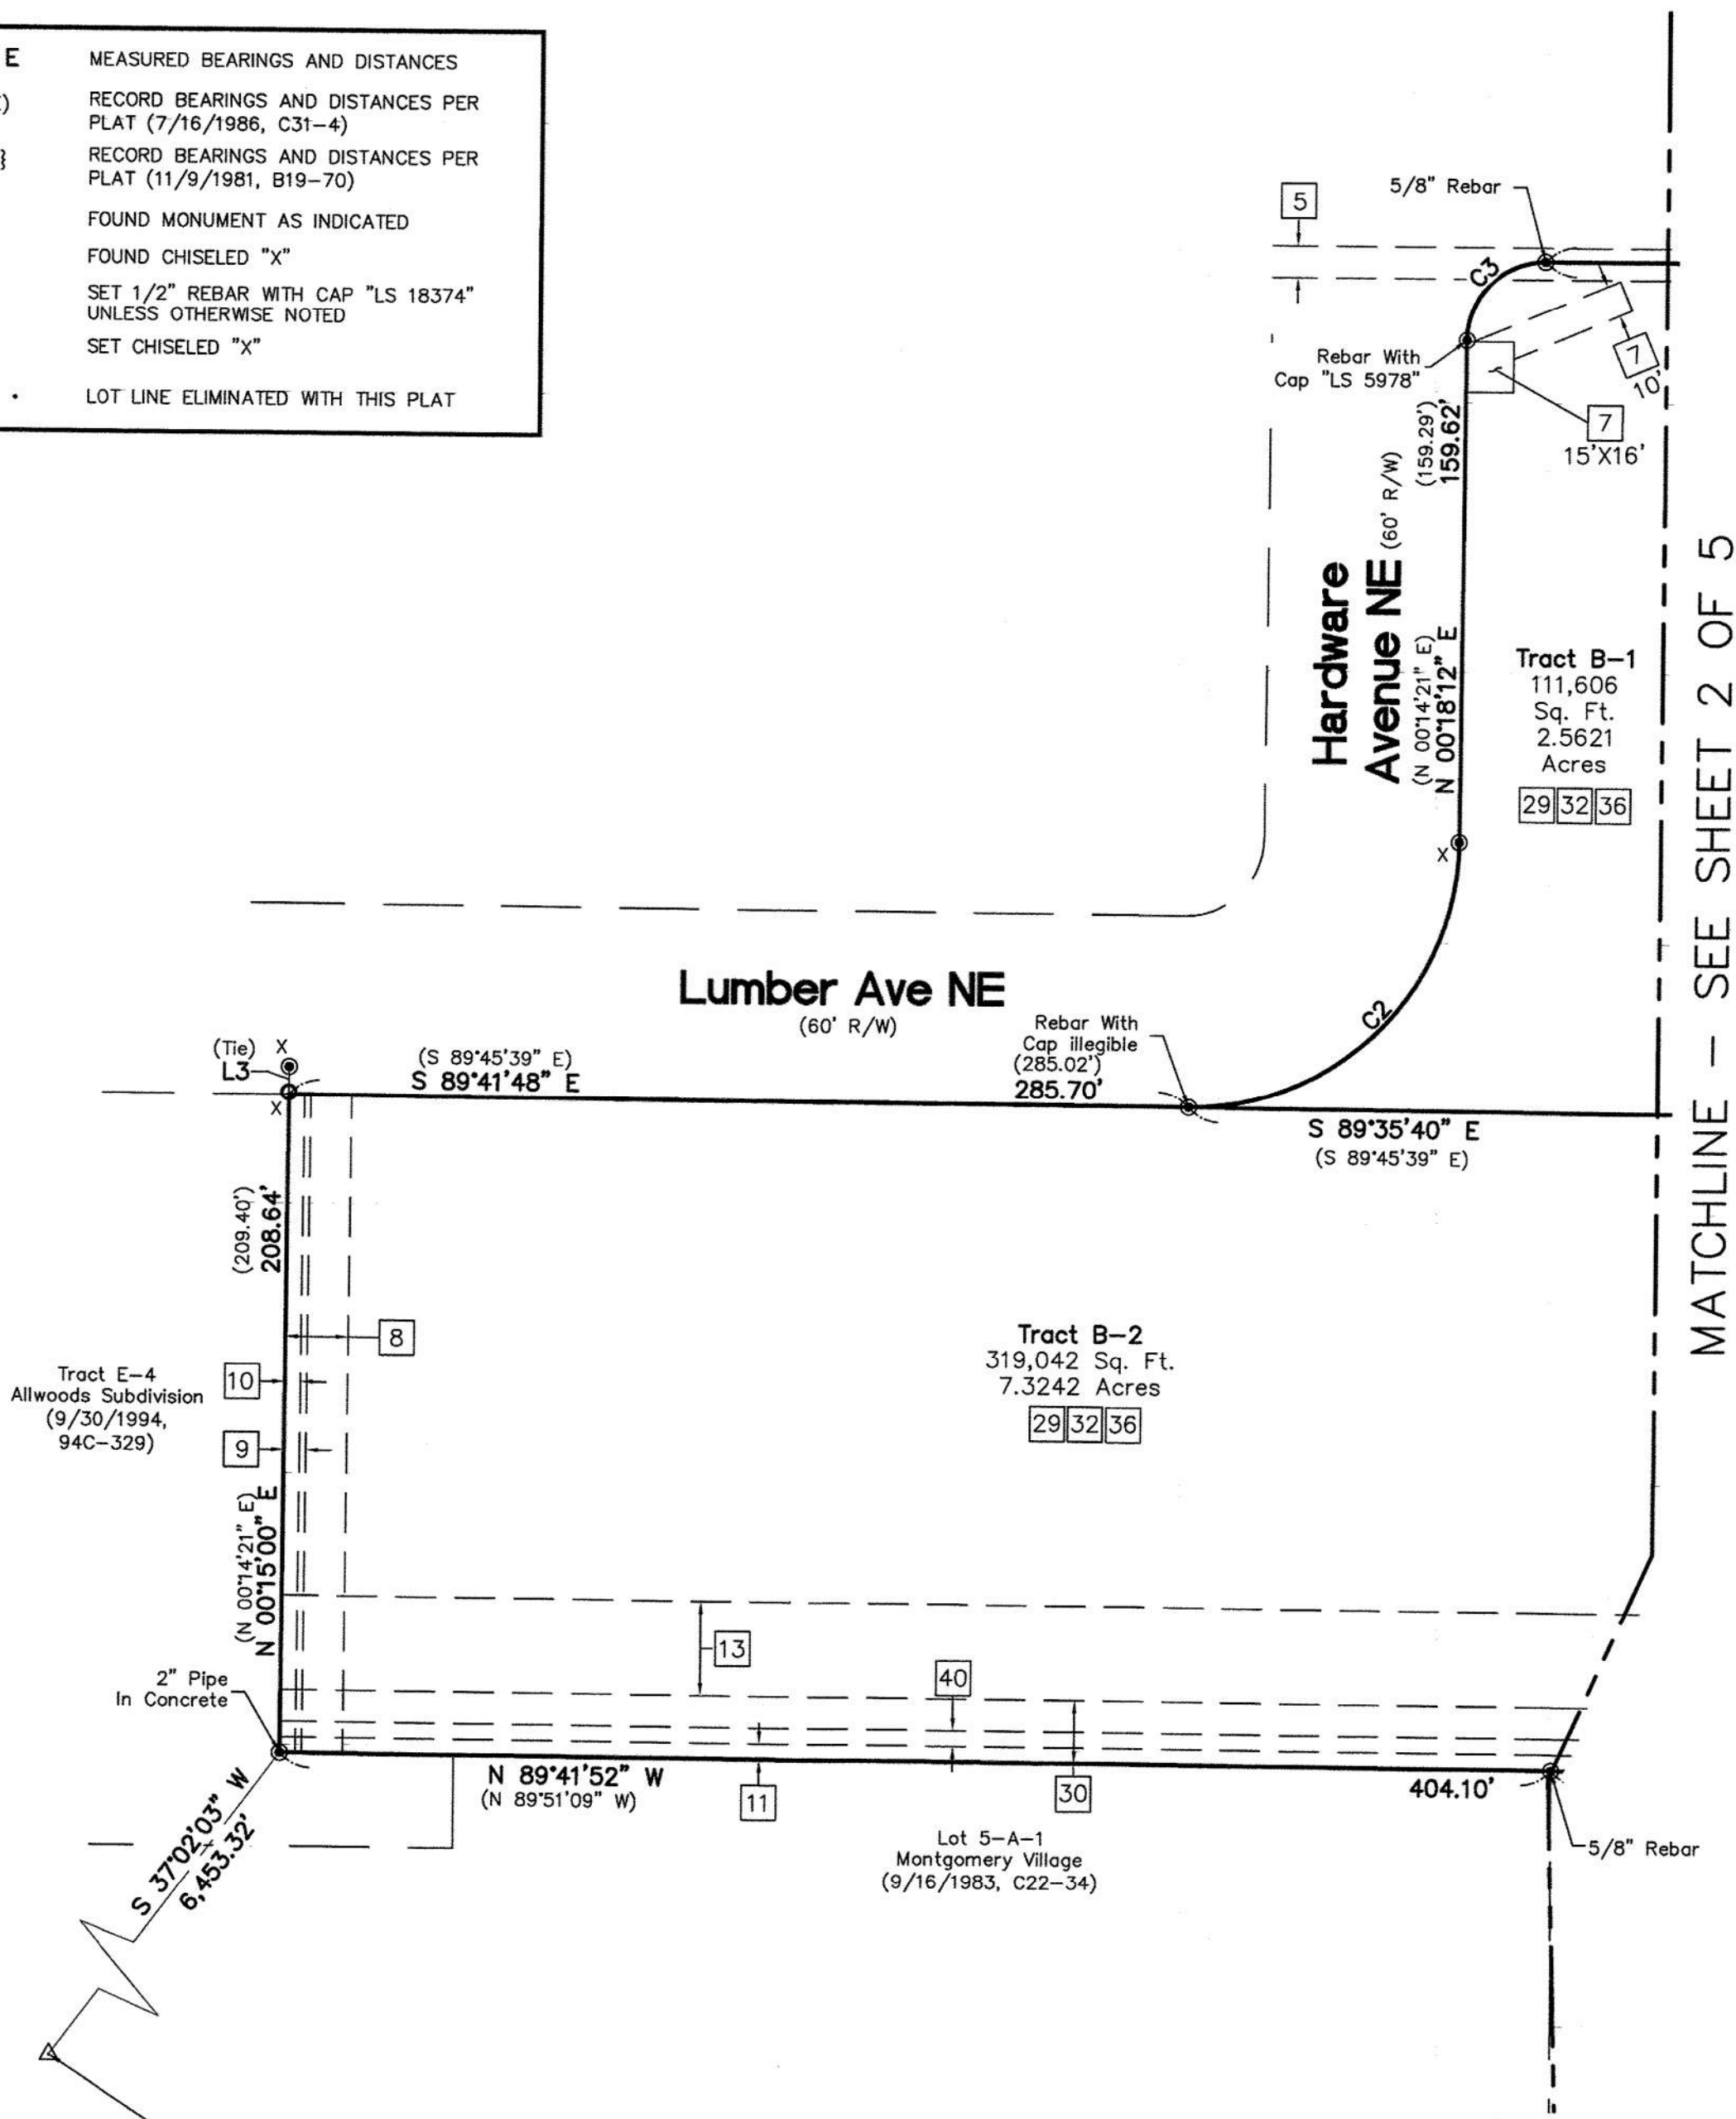 E MEASURED BEARINGS AND DISTANCES
) RECORD BEARINGS AND DISTANCES PER
PLAT (7/16/1986, C31-4)
} RECORD BEARINGS AND DISTANCES PER
PLAT (11/9/1981, B19-70)
FOUND MONUMENT AS INDICATED
FOUND CHISELED "X"
SET 1/2" REBAR WITH CAP "LS 18374"
UNLESS OTHERWISE NOTED
SET CHISELED "X"
LOT LINE ELIMINATED WITH THIS PLAT
5
5/8" Rebar
C3
Rebar With
Cap "LS 5978"
7
10'
7
15'X16'
(159.29')
159.62'
Hardware
Avenue NE (60' R/W)
(N 00°14'21" E)
N 00°18'12" E
Tract B-1
111,606
Sq. Ft.
2.5621
Acres
29 32 36
X
MATCHLINE - SEE SHEET 2 OF 5
Lumber Ave NE
(60' R/W)
C2
Rebar With
Cap illegible
(285.02')
285.70'
(Tie) X
L3
X
(S 89°45'39" E)
S 89°41'48" E
S 89°35'40" E
(S 89°45'39" E)
(209.40')
208.64'
8
10
9
Tract E-4
Allwoods Subdivision
(9/30/1994,
94C-329)
Tract B-2
319,042 Sq. Ft.
7.3242 Acres
29 32 36
(N 00°14'21" E)
N 00°15'00" E
13
40
2" Pipe
In Concrete
N 89°41'52" W
(N 89°51'09" W)
11
30
404.10'
5/8" Rebar
Lot 5-A-1
Montgomery Village
(9/16/1983, C22-34)
S 37°02'03" W
6,453.32'